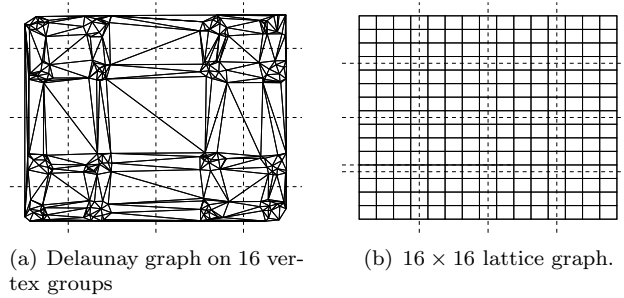 (a) Delaunay graph on 16 ver-
tex groups
(b) 16 × 16 lattice graph.